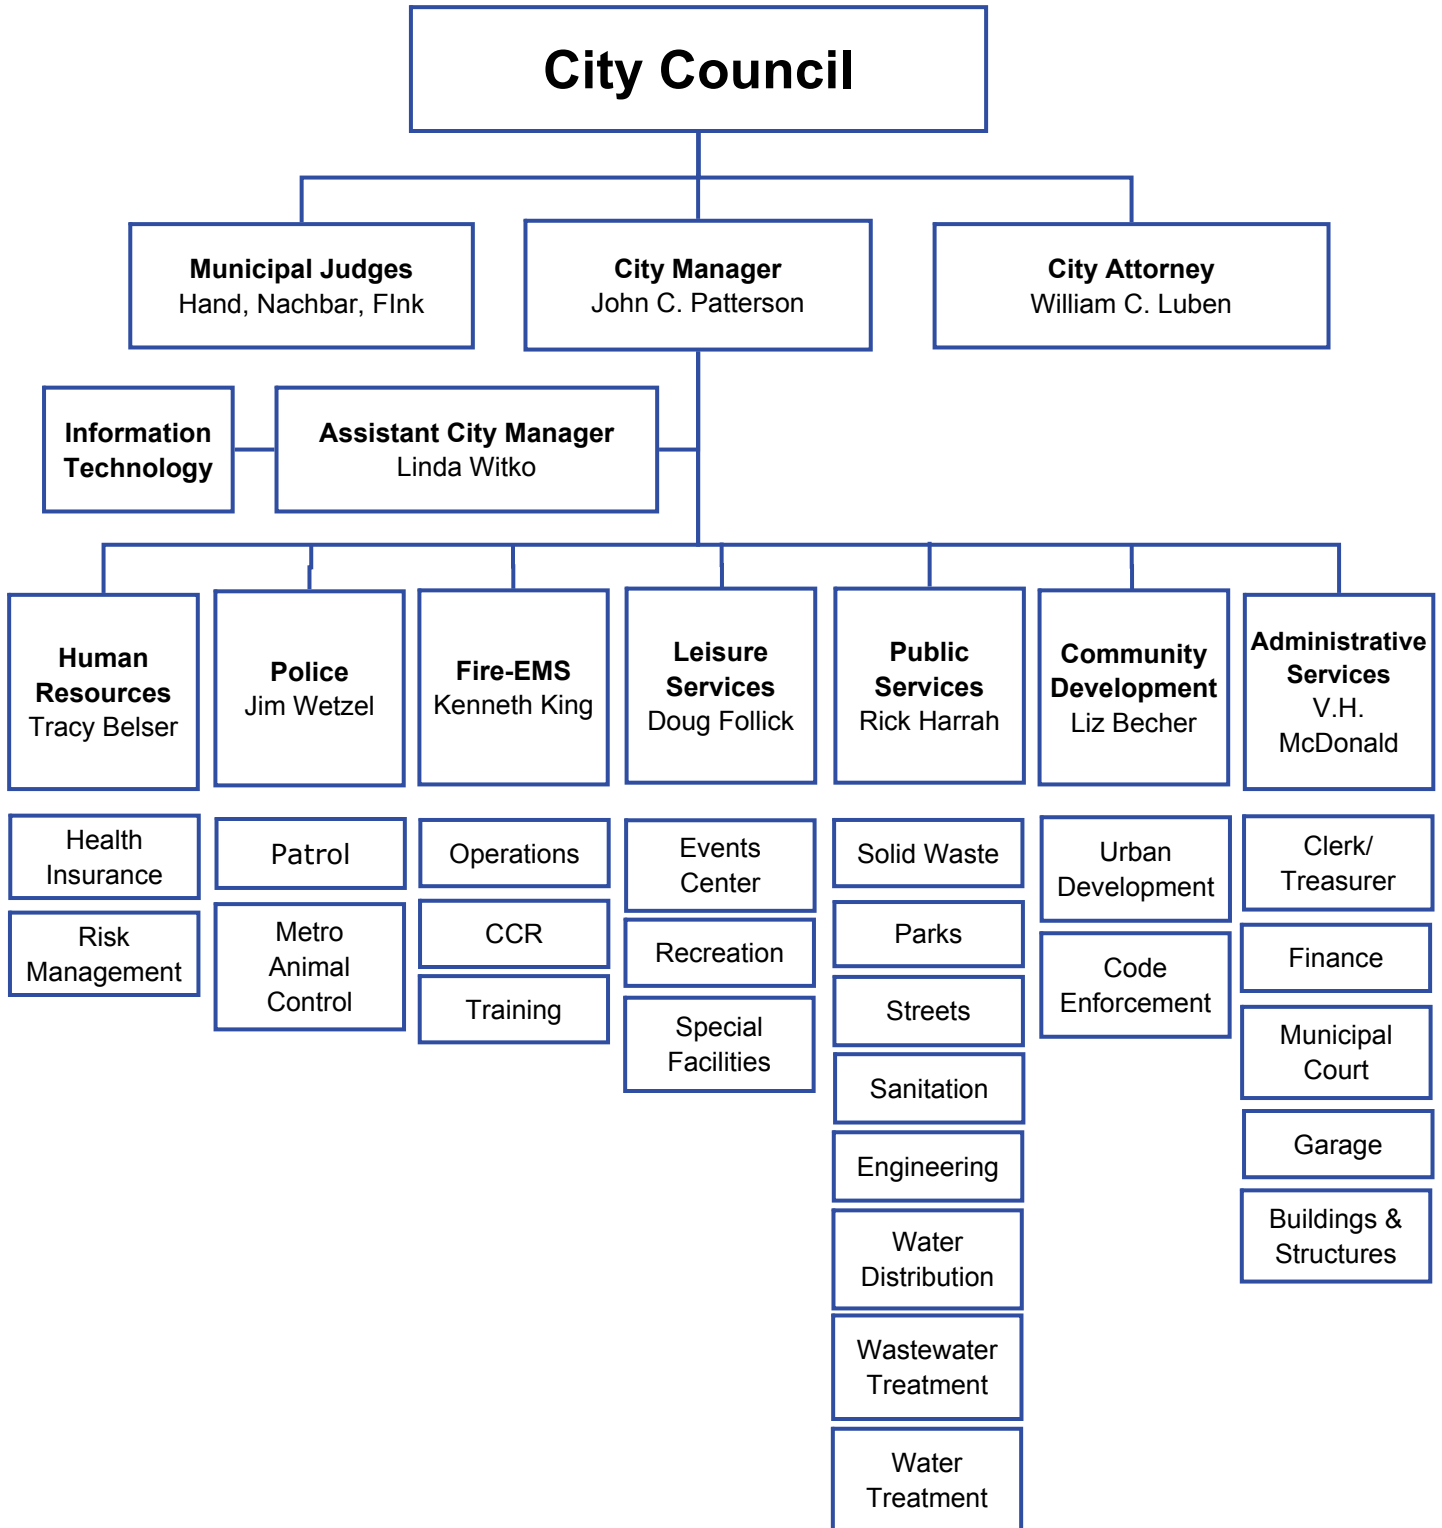 City Council
Municipal Judges
Hand, Nachbar, FInk
City Manager
John C. Patterson
City Attorney
William C. Luben
Information
Technology
Assistant City Manager
Linda Witko
Human
Resources
Tracy Belser
Police
Jim Wetzel
Fire-EMS
Kenneth King
Leisure
Services
Doug Follick
Public
Services
Rick Harrah
Community
Development
Liz Becher
Administrative
Services
V.H.
McDonald
Health
Insurance
Risk
Management
Patrol
Metro
Animal
Control
Operations
CCR
Training
Events
Center
Recreation
Special
Facilities
Solid Waste
Parks
Streets
Sanitation
Engineering
Water
Distribution
Wastewater
Treatment
Water
Treatment
Urban
Development
Code
Enforcement
Clerk/
Treasurer
Finance
Municipal
Court
Garage
Buildings &
Structures